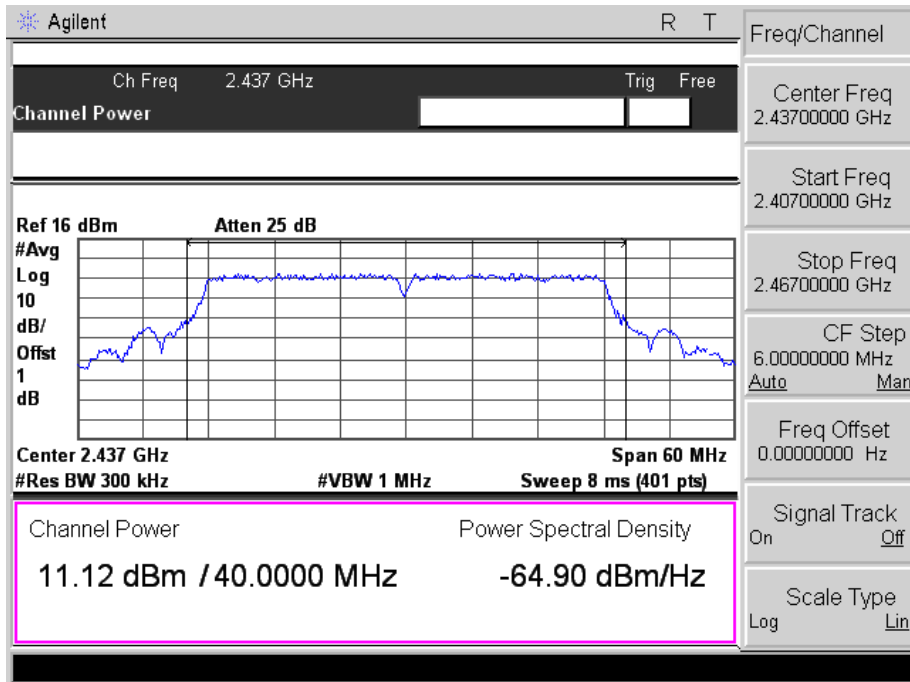 Agilent R T
Ch Freq 2.437 GHz Trig Free
Channel Power
Ref 16 dBm Atten 25 dB
#Avg
Log
10
dB/
Offst
1
dB
Center 2.437 GHz Span 60 MHz
#Res BW 300 kHz #VBW 1 MHz Sweep 8 ms (401 pts)
Channel Power Power Spectral Density
11.12 dBm / 40.0000 MHz -64.90 dBm/Hz
Freq/Channel
Center Freq
2.43700000 GHz
Start Freq
2.40700000 GHz
Stop Freq
2.46700000 GHz
CF Step
6.00000000 MHz
Auto Man
Freq Offset
0.00000000 Hz
Signal Track
On Off
Scale Type
Log Lin